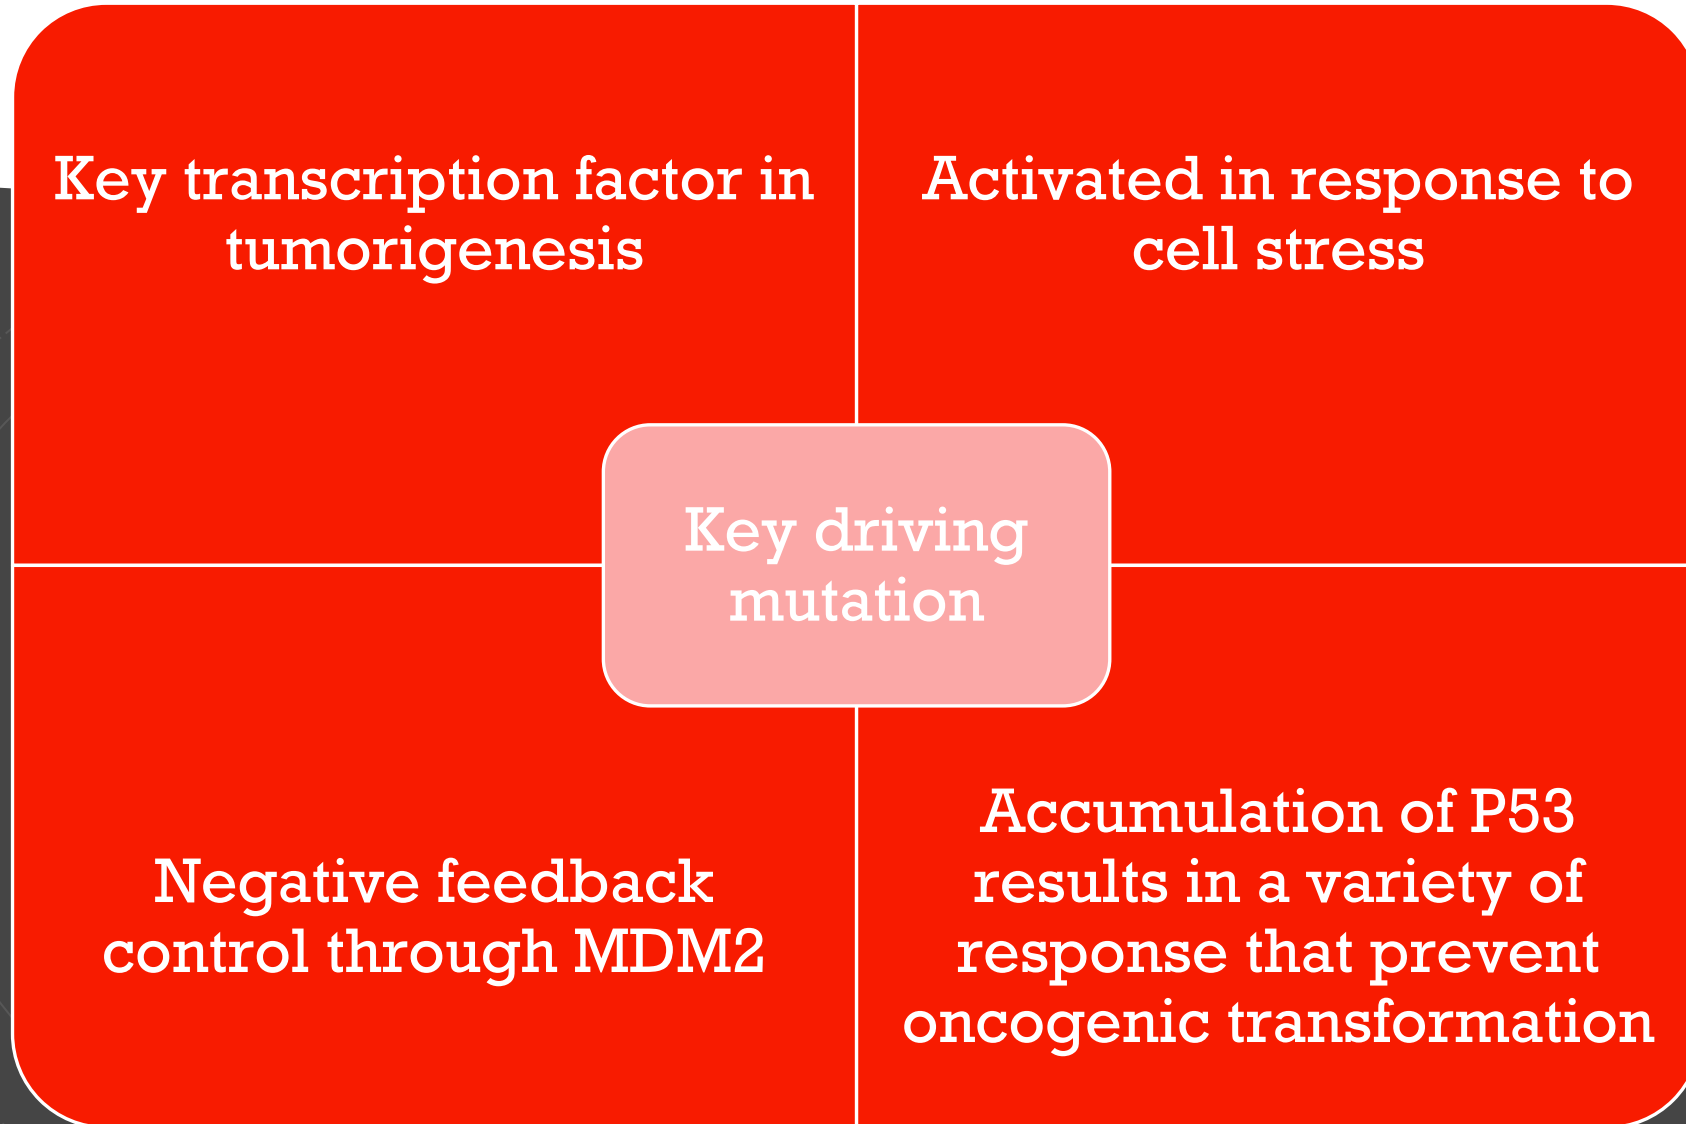 Key transcription factor in
tumorigenesis
Activated in response to
cell stress
Key driving
mutation
Negative feedback
control through MDM2
Accumulation of P53
results in a variety of
response that prevent
oncogenic transformation